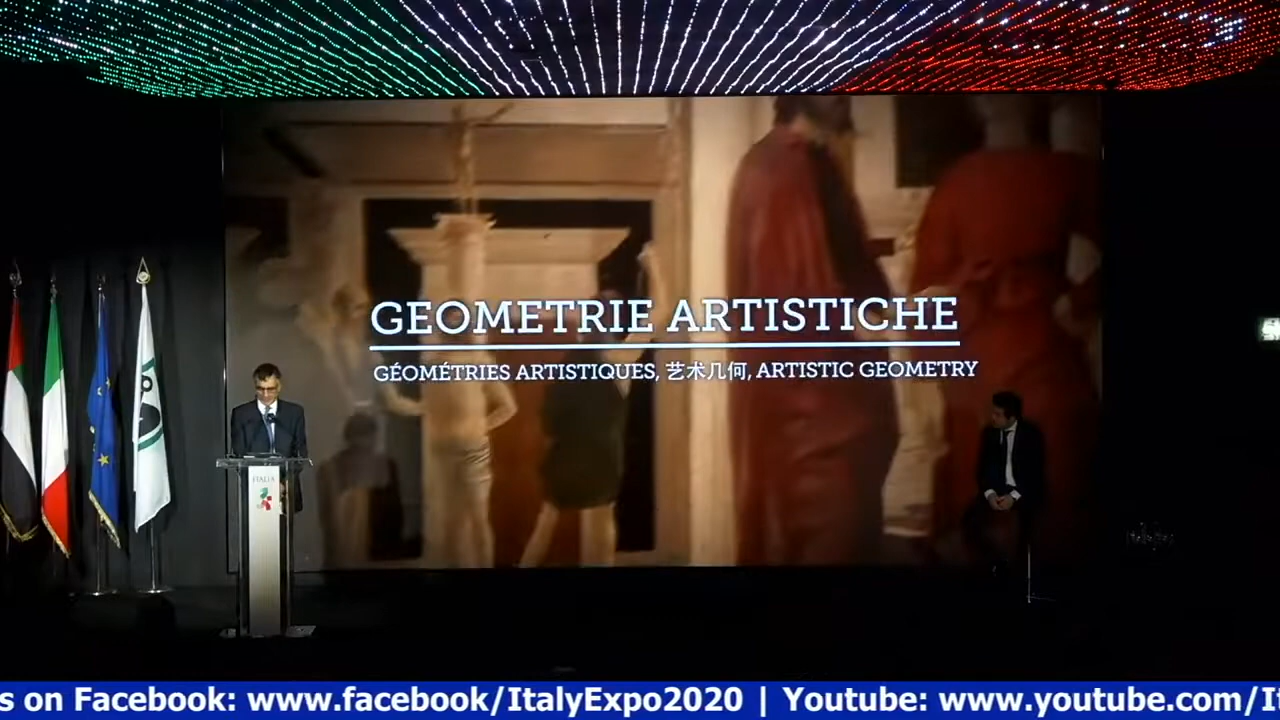 GEOMETRIE ARTISTICHE
GÉOMÉTRIES ARTISTIQUES, 艺术几何, ARTISTIC GEOMETRY
ITALIA
s on Facebook: www.facebook/ItalyExpo2020 | Youtube: www.youtube.com/It